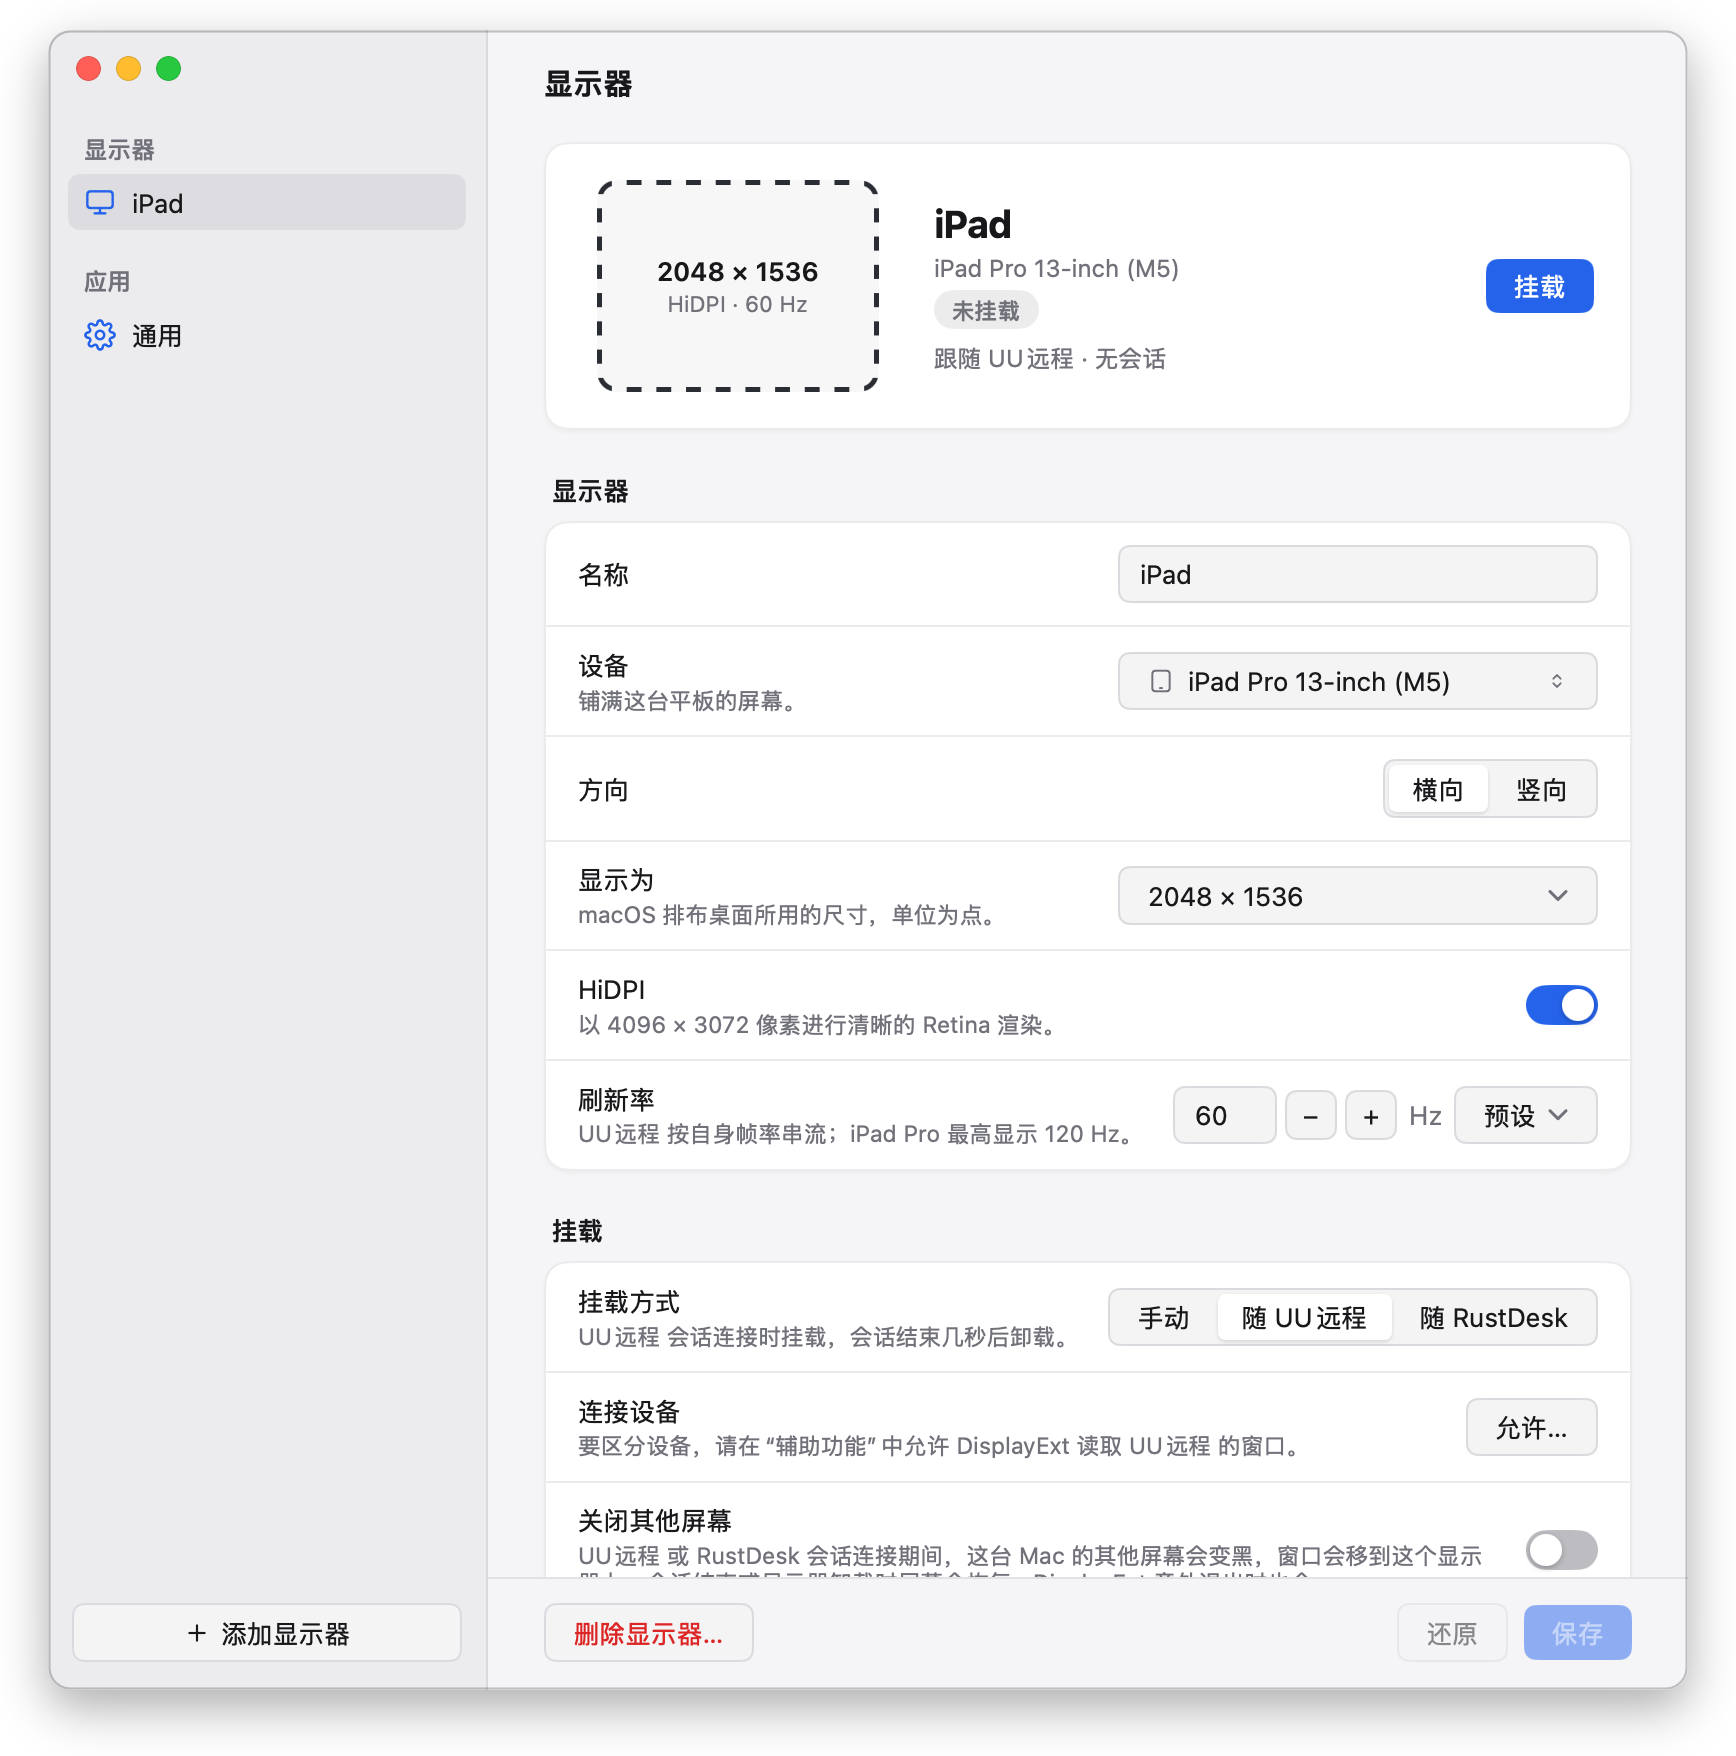 显示器
iPad
应用
通用
添加显示器
显示器
2048 × 1536
HiDPI · 60 Hz
iPad
iPad Pro 13-inch (M5)
未挂载
跟随 UU远程 · 无会话
挂载
显示器
名称
iPad
设备
铺满这台平板的屏幕。
iPad Pro 13-inch (M5)
方向
横向 竖向
显示为
macOS 排布桌面所用的尺寸，单位为点。
2048 × 1536
HiDPI
以 4096 × 3072 像素进行清晰的 Retina 渲染。
刷新率
UU远程 按自身帧率串流；iPad Pro 最高显示 120 Hz。
60 − + Hz 预设
挂载
挂载方式
UU远程 会话连接时挂载，会话结束几秒后卸载。
手动 随 UU远程 随 RustDesk
连接设备
要区分设备，请在“辅助功能”中允许 DisplayExt 读取 UU远程 的窗口。
允许...
关闭其他屏幕
UU远程 或 RustDesk 会话连接期间，这台 Mac 的其他屏幕会变黑，窗口会移到这个显示
删除显示器...
还原
保存